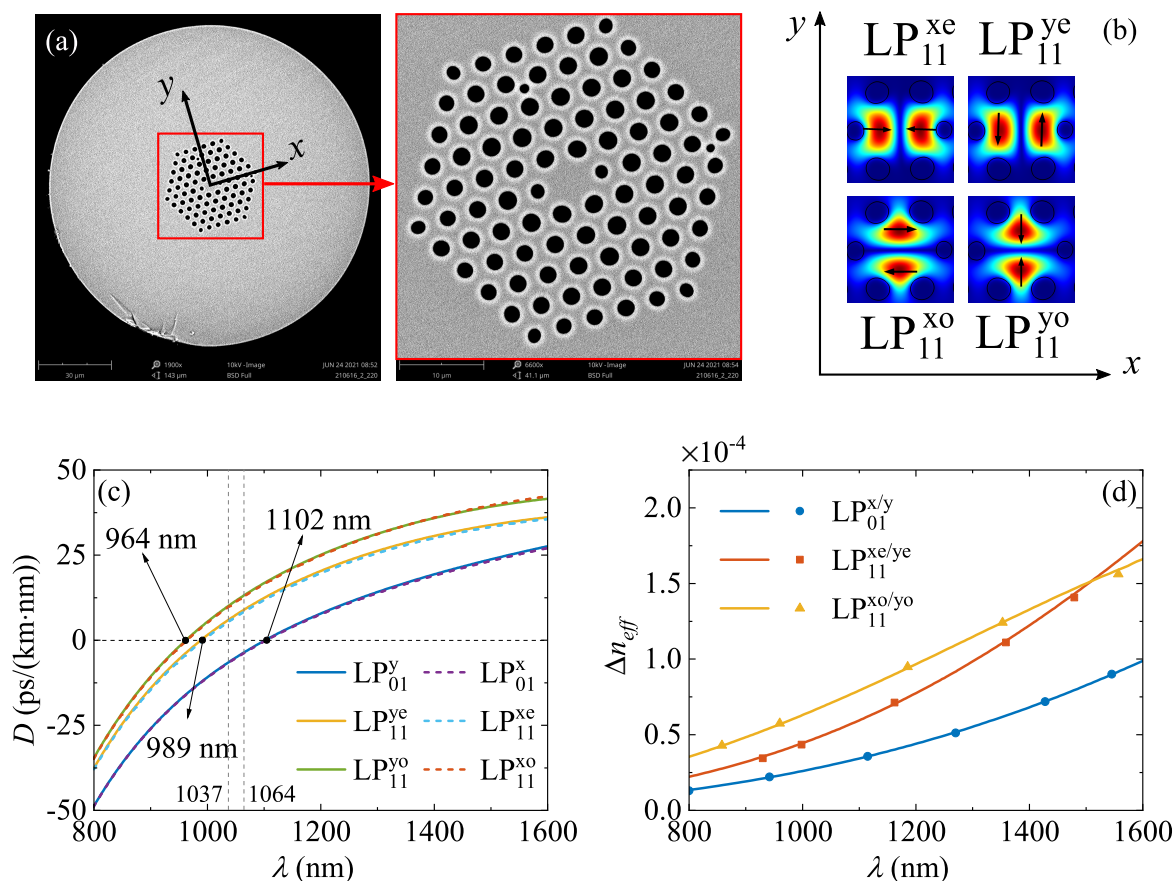 (a)
y
x
30 µm
1900x
143 µm
10kV -Image
BSD Full
JUN 24 2021 08:52
210616_2_220
10 µm
6600x
41.1 µm
10kV -Image
BSD Full
JUN 24 2021 08:54
210616_2_220
y
LP₁₁ˣᵉ LP₁₁ʸᵉ (b)
LP₁₁ˣᵒ LP₁₁ʸᵒ
x
(c)
50
25
0
-25
-50
D (ps/(km·nm))
964 nm
1102 nm
989 nm
LP₀₁ʸ LP₀₁ˣ
LP₁₁ʸᵉ LP₁₁ˣᵉ
LP₁₁ʸᵒ LP₁₁ˣᵒ
1037 1064
800 1000 1200 1400 1600
λ (nm)
×10⁻⁴
(d)
2.0
1.5
1.0
0.5
0.0
Δn_eff
LP₀₁ˣ/ʸ
LP₁₁ˣᵉ/ʸᵉ
LP₁₁ˣᵒ/ʸᵒ
800 1000 1200 1400 1600
λ (nm)